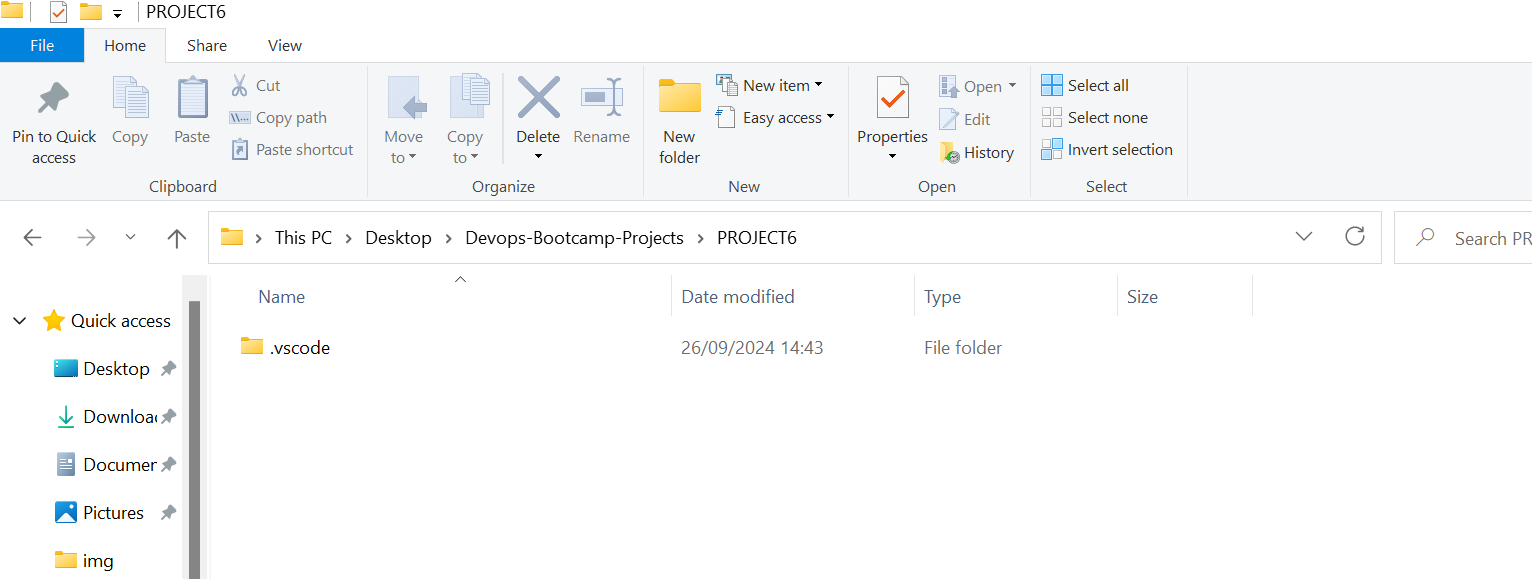 PROJECT6
File Home Share View
Pin to Quick access
Copy
Paste
Cut
Copy path
Paste shortcut
Clipboard
Move to
Copy to
Delete
Rename
Organize
New folder
New item
Easy access
New
Properties
Open
Edit
History
Open
Select all
Select none
Invert selection
Select
This PC > Desktop > Devops-Bootcamp-Projects > PROJECT6
Search PR
Name Date modified Type Size
.vscode 26/09/2024 14:43 File folder
Quick access
Desktop
Downloa
Documer
Pictures
img